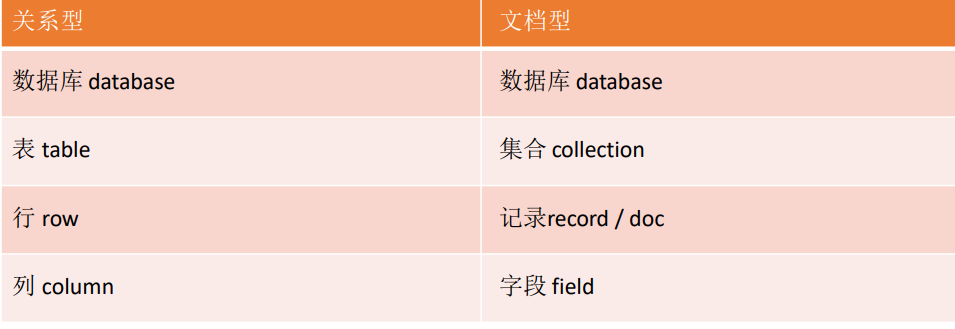 关系型 文档型
数据库 database 数据库 database
表 table 集合 collection
行 row 记录record / doc
列 column 字段 field